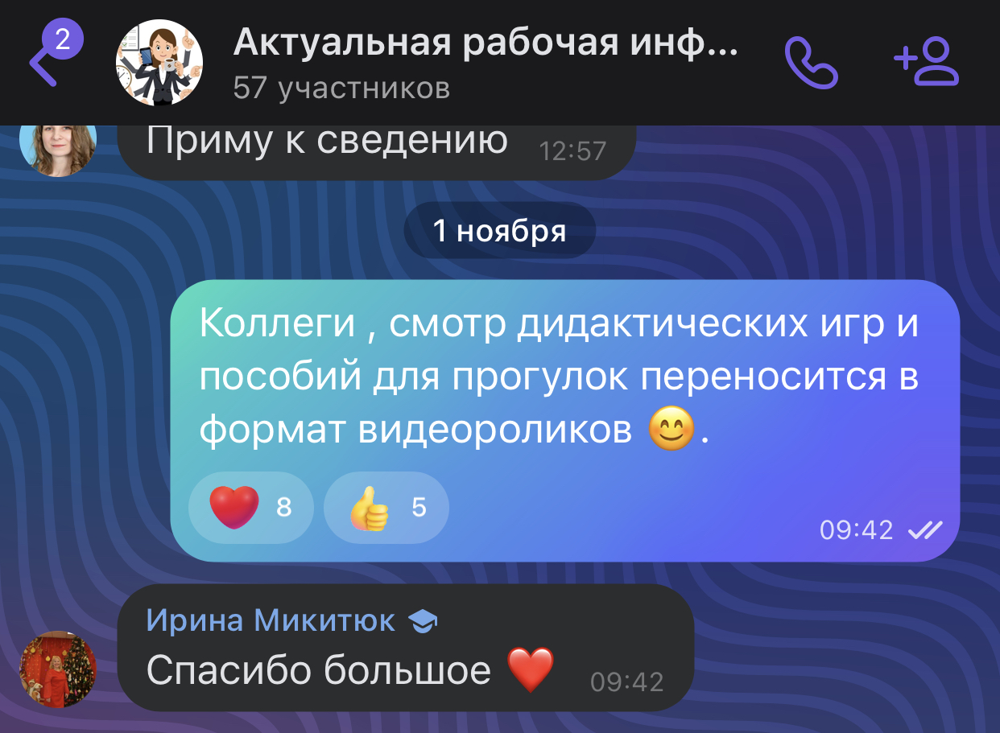 2
Актуальная рабочая инф...
57 участников
Приму к сведению 12:57
1 ноября
Коллеги , смотр дидактических игр и
пособий для прогулок переносится в
формат видеороликов 😊.
❤️ 8 👍 5
09:42
Ирина Микитюк
Спасибо большое ❤️ 09:42